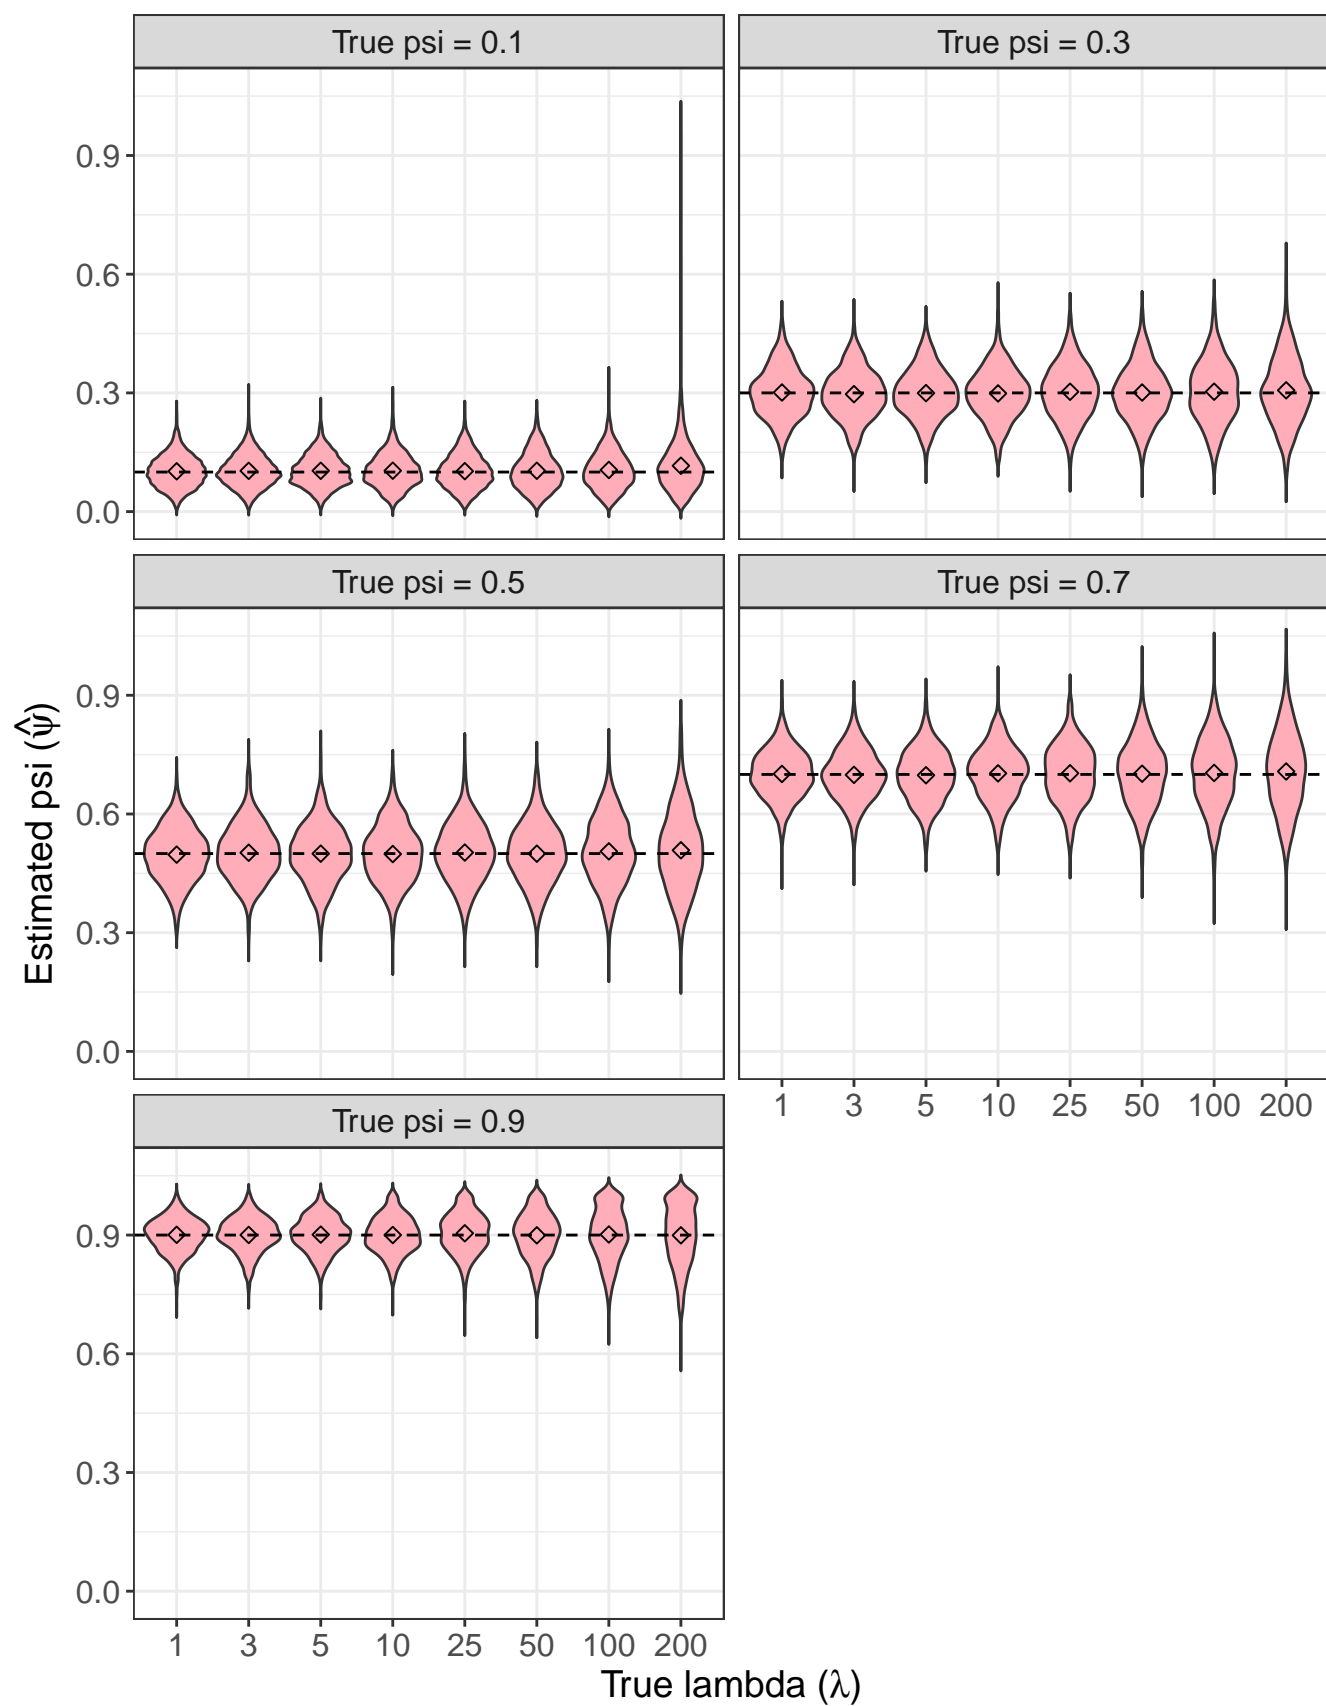 True psi = 0.1
True psi = 0.3
0.9
0.6
0.3
0.0
True psi = 0.5
True psi = 0.7
0.9
0.6
0.3
0.0
1 3 5 10 25 50 100 200
True psi = 0.9
0.9
0.6
0.3
0.0
1 3 5 10 25 50 100 200
Estimated psi (ψ̂)
True lambda (λ)